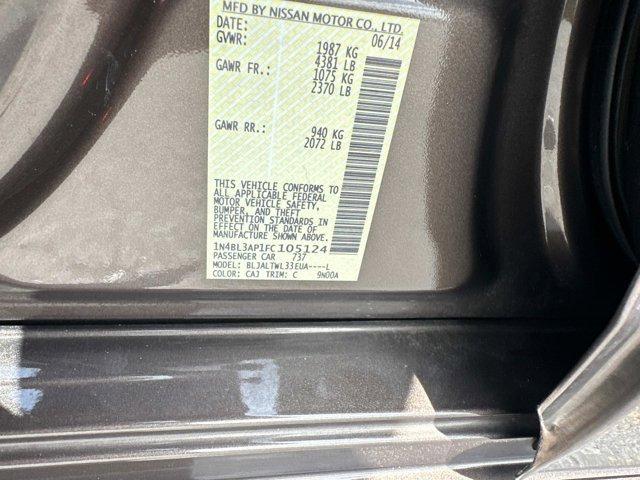 MFD BY NISSAN MOTOR CO., LTD.
DATE: 06/14
GVWR: 1987 KG
4381 LB
GAWR FR.: 1075 KG
2370 LB
GAWR RR.: 940 KG
2072 LB
THIS VEHICLE CONFORMS TO
ALL APPLICABLE FEDERAL
MOTOR VEHICLE SAFETY,
BUMPER, AND THEFT
PREVENTION STANDARDS IN
EFFECT ON THE DATE OF
MANUFACTURE SHOWN ABOVE.
1N4BL3AP1FC105124
PASSENGER CAR 737
MODEL: BLJALTWL33EUA----L
COLOR: CAJ TRIM: C 9N00A